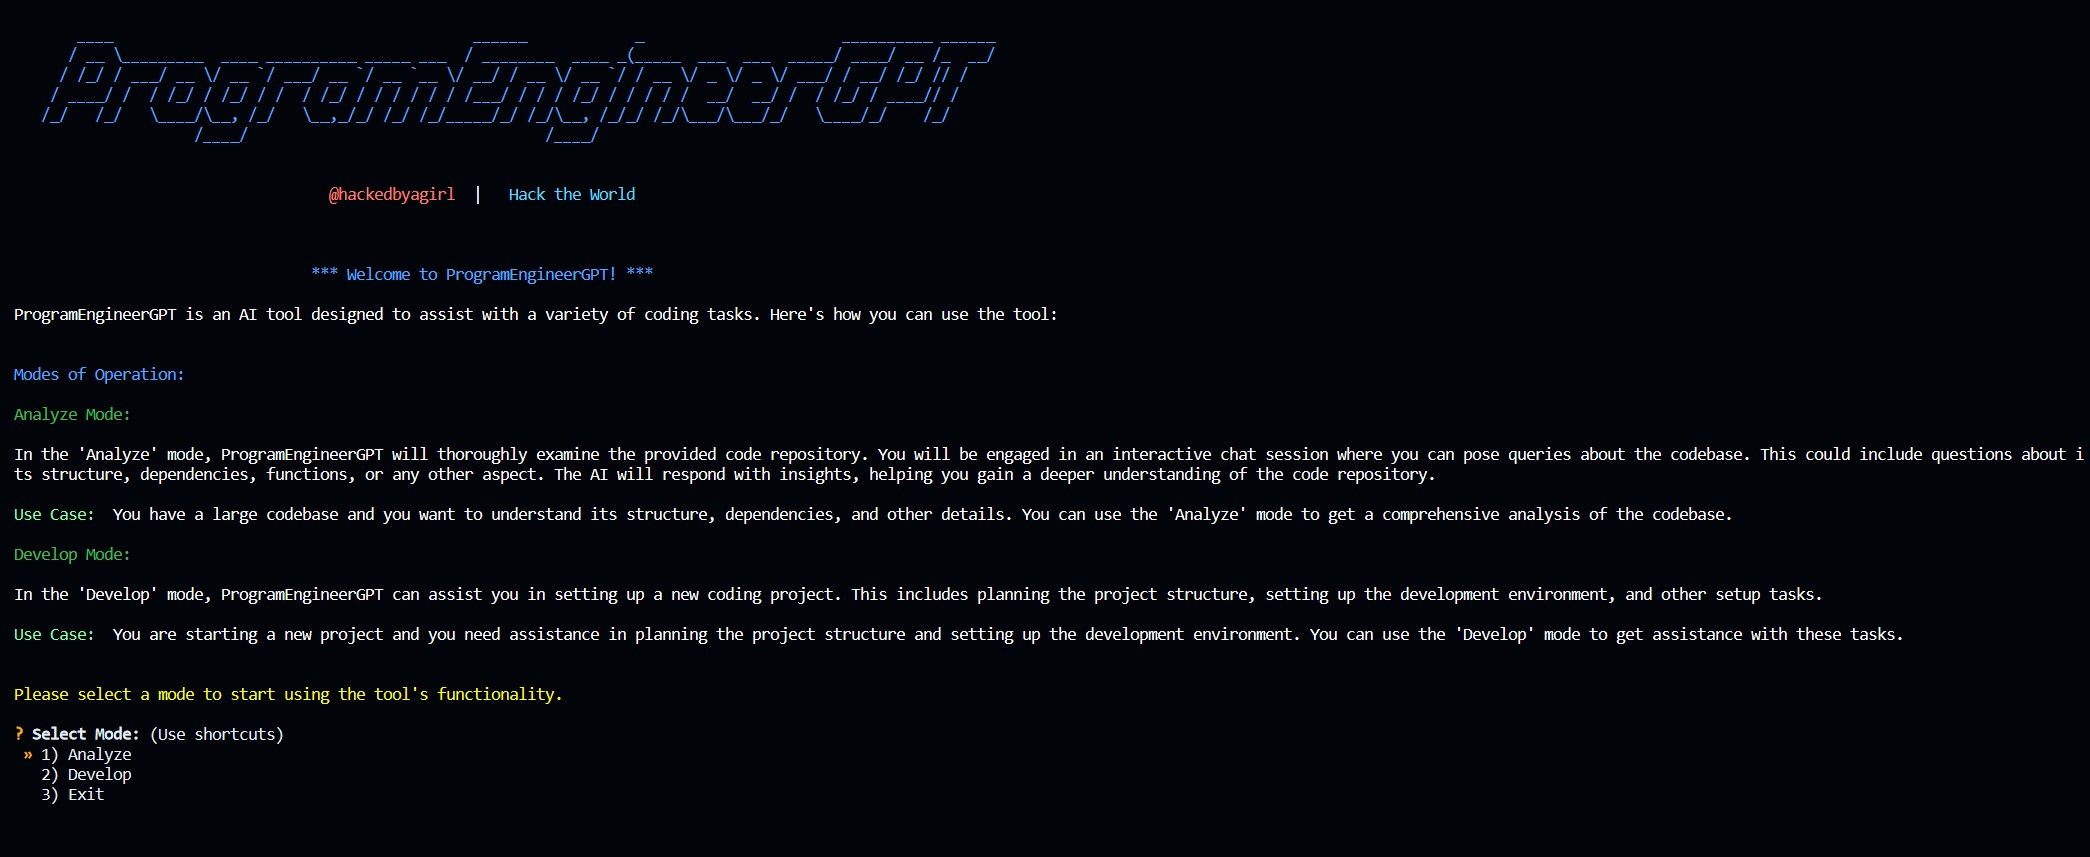 ProgramEngineerGPT
@hackedbyagirl | Hack the World
*** Welcome to ProgramEngineerGPT! ***
ProgramEngineerGPT is an AI tool designed to assist with a variety of coding tasks. Here's how you can use the tool:
Modes of Operation:
Analyze Mode:
In the 'Analyze' mode, ProgramEngineerGPT will thoroughly examine the provided code repository. You will be engaged in an interactive chat session where you can pose queries about the codebase. This could include questions about i
ts structure, dependencies, functions, or any other aspect. The AI will respond with insights, helping you gain a deeper understanding of the code repository.
Use Case:  You have a large codebase and you want to understand its structure, dependencies, and other details. You can use the 'Analyze' mode to get a comprehensive analysis of the codebase.
Develop Mode:
In the 'Develop' mode, ProgramEngineerGPT can assist you in setting up a new coding project. This includes planning the project structure, setting up the development environment, and other setup tasks.
Use Case:  You are starting a new project and you need assistance in planning the project structure and setting up the development environment. You can use the 'Develop' mode to get assistance with these tasks.
Please select a mode to start using the tool's functionality.
? Select Mode: (Use shortcuts)
» 1) Analyze
2) Develop
3) Exit